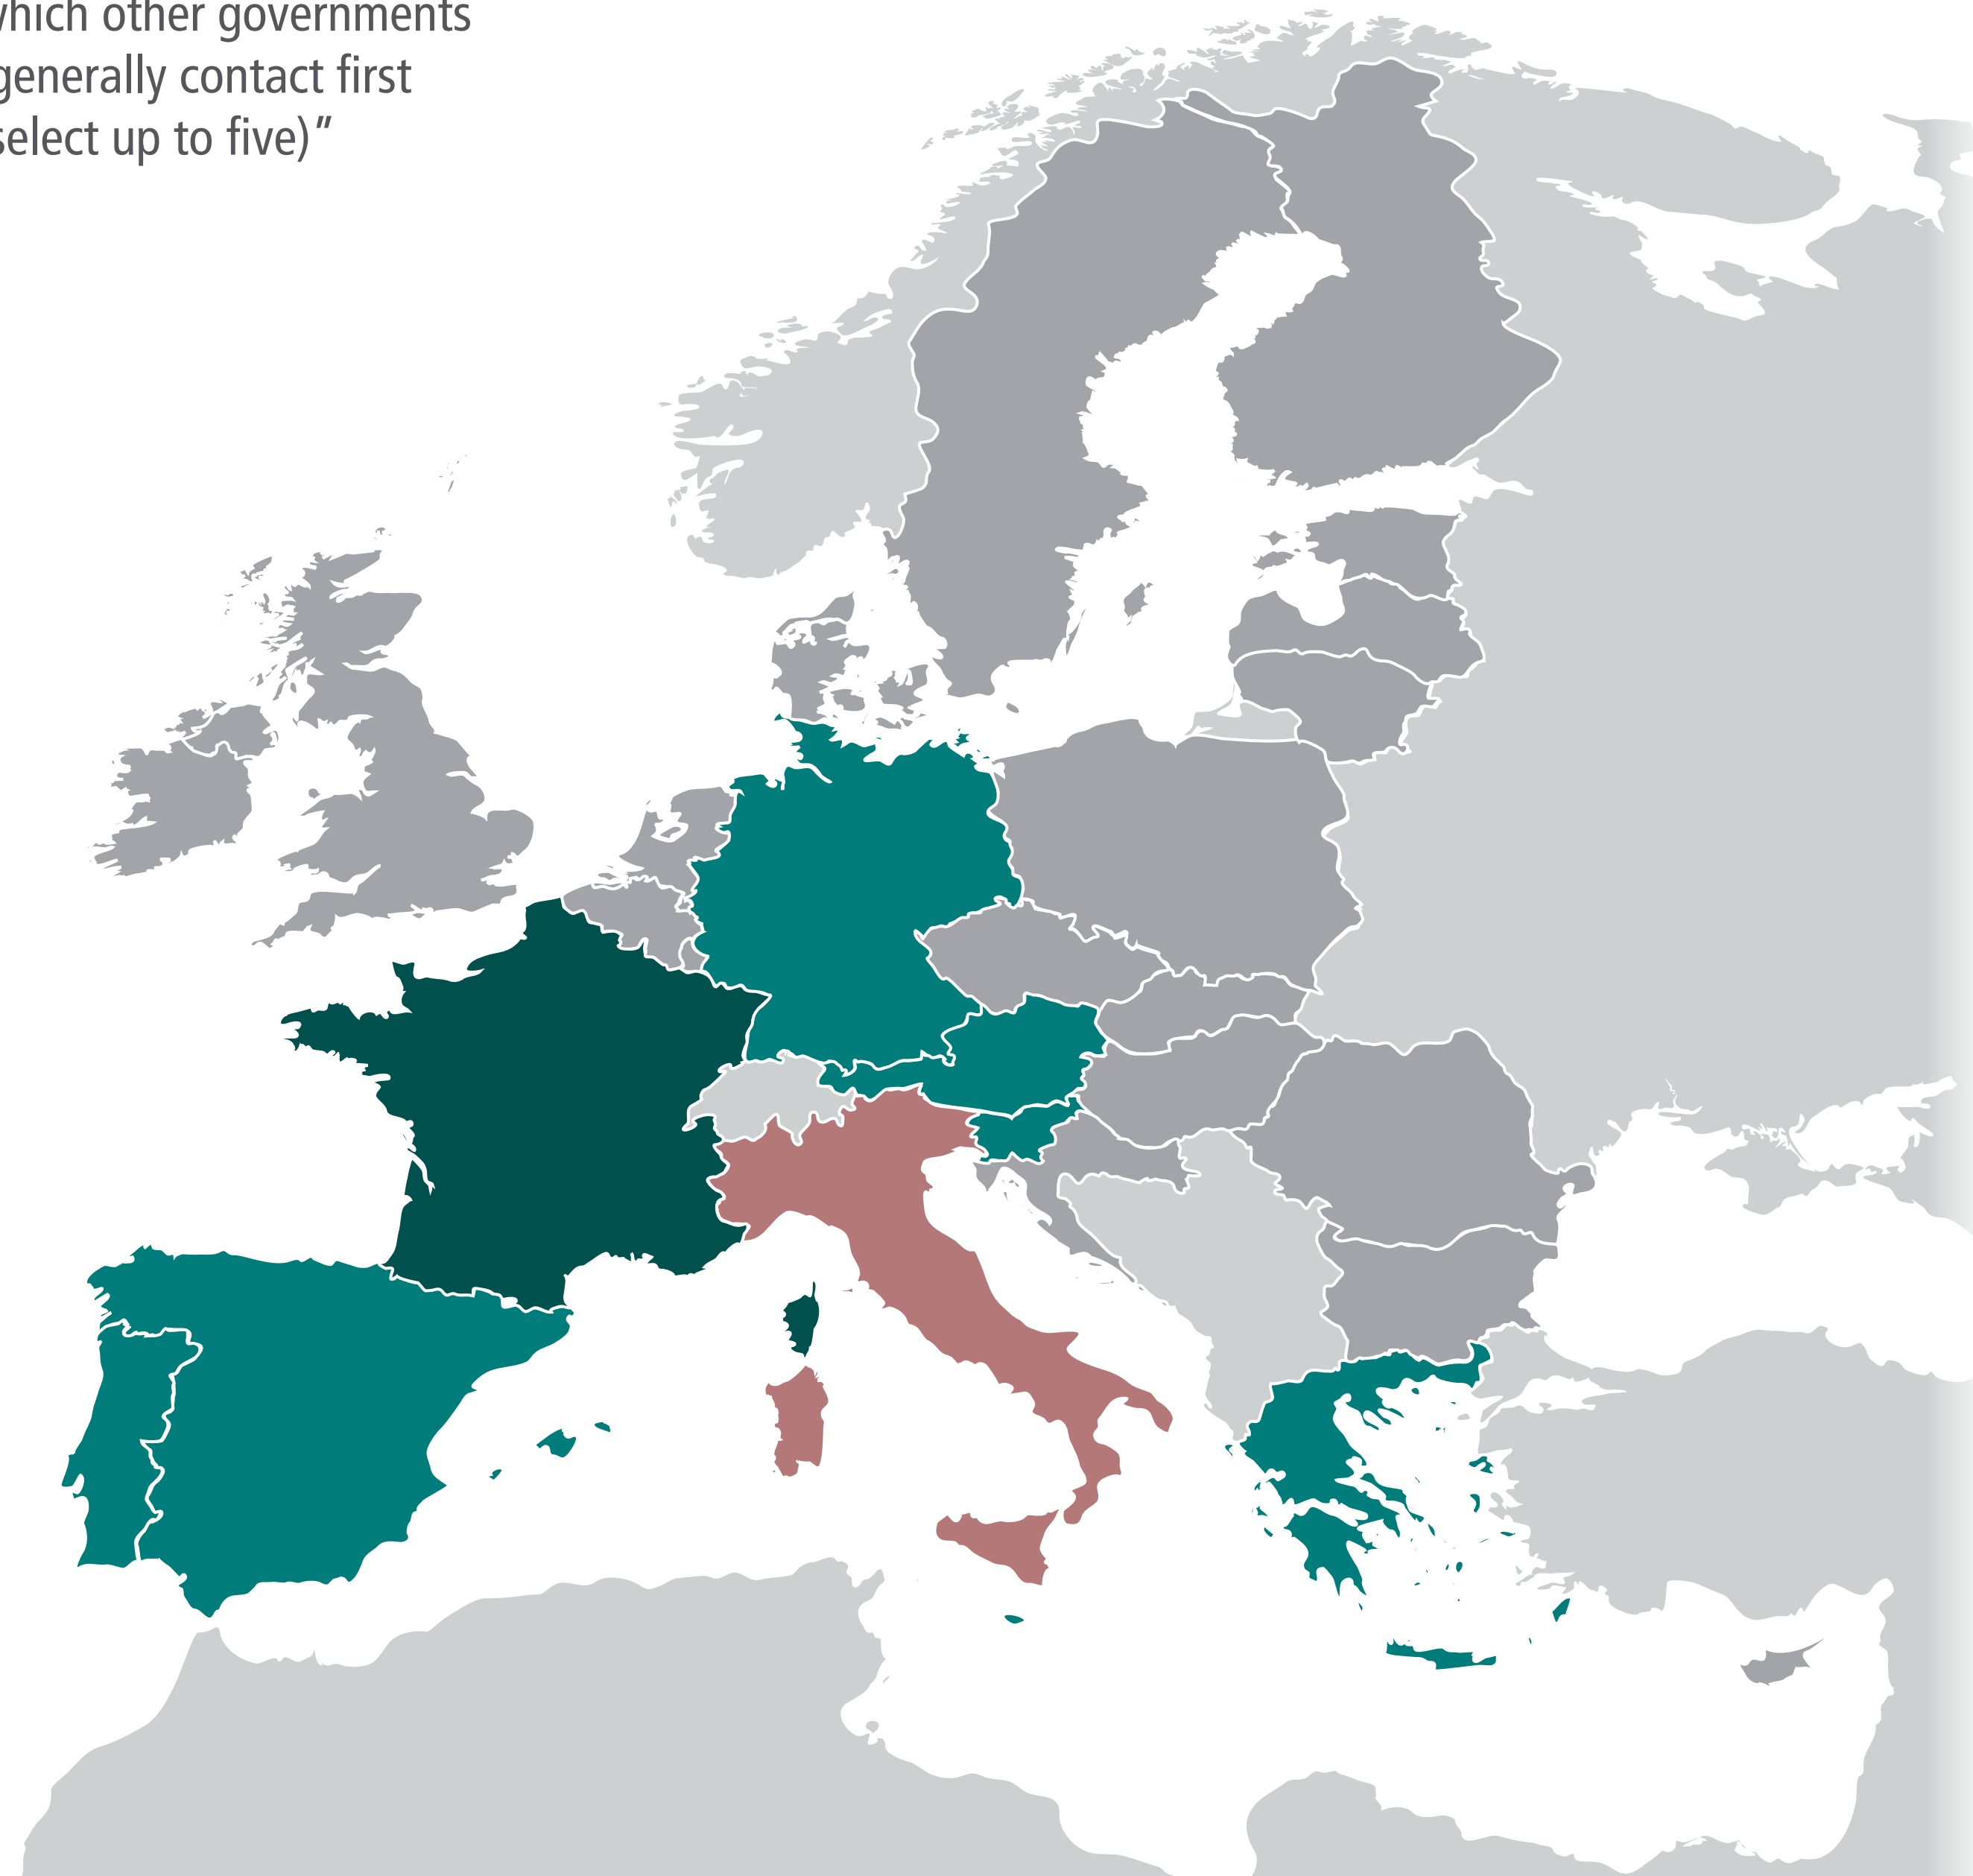 which other governments
generally contact first
select up to five)”